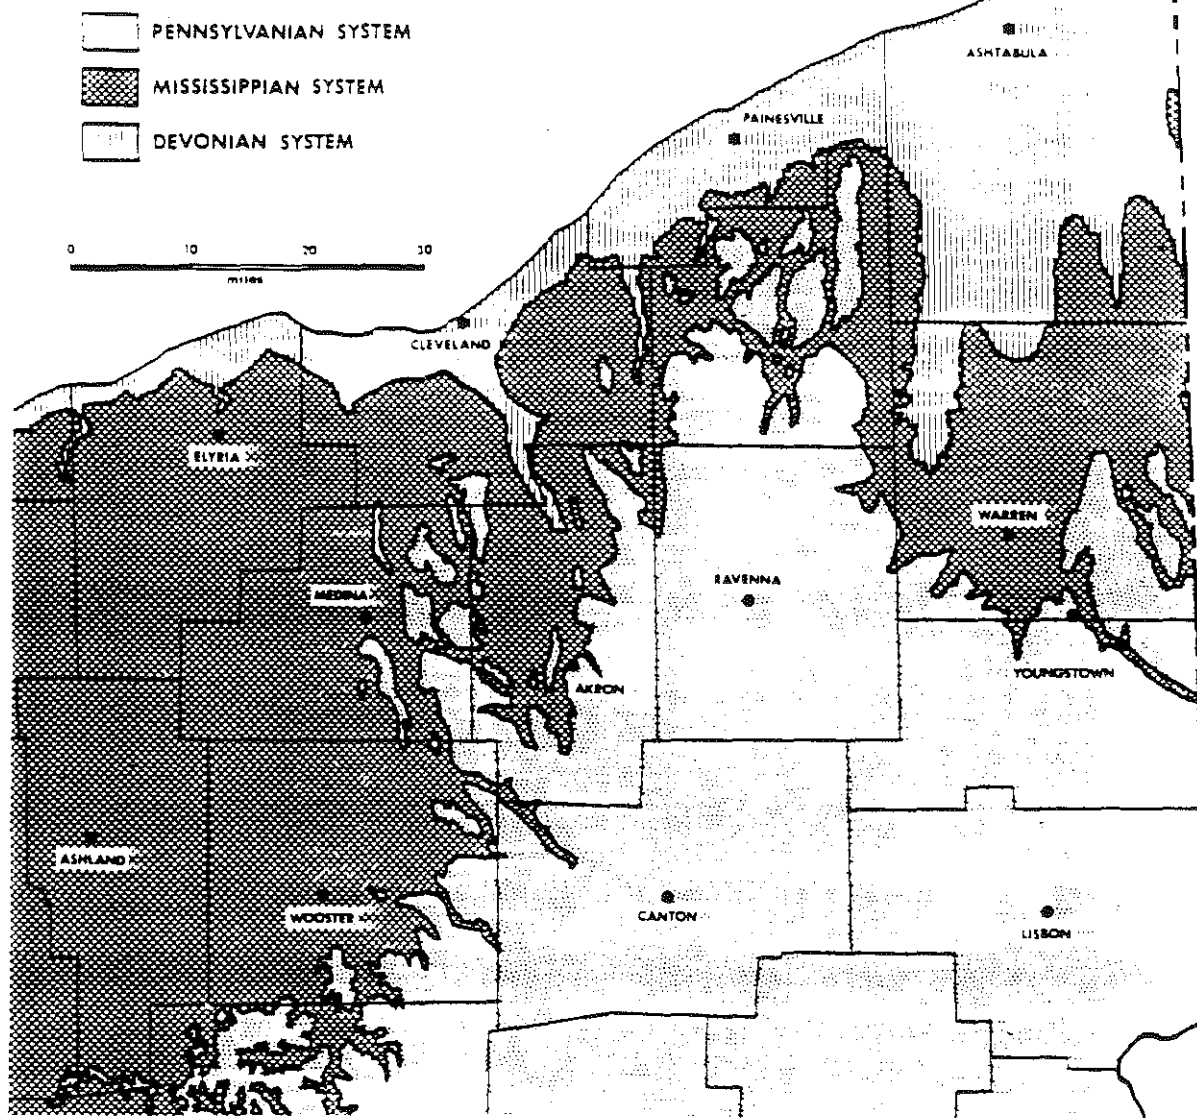 PENNSYLVANIAN SYSTEM
MISSISSIPPIAN SYSTEM
DEVONIAN SYSTEM
0 10 20 30
miles
ASHTABULA
PAINESVILLE
CLEVELAND
ELYRIA
WARREN
MEDINA
RAVENNA
YOUNGSTOWN
AKRON
ASHLAND
WOOSTER
CANTON
LISBON